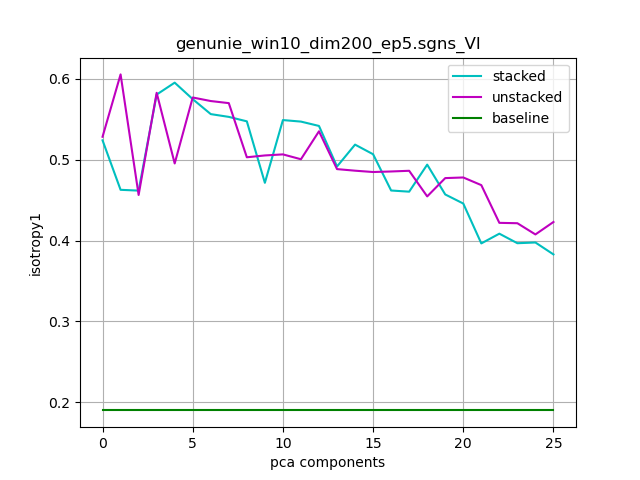 genunie_win10_dim200_ep5.sgns_VI
stacked
unstacked
baseline
isotropy1
0.6
0.5
0.4
0.3
0.2
0 5 10 15 20 25
pca components